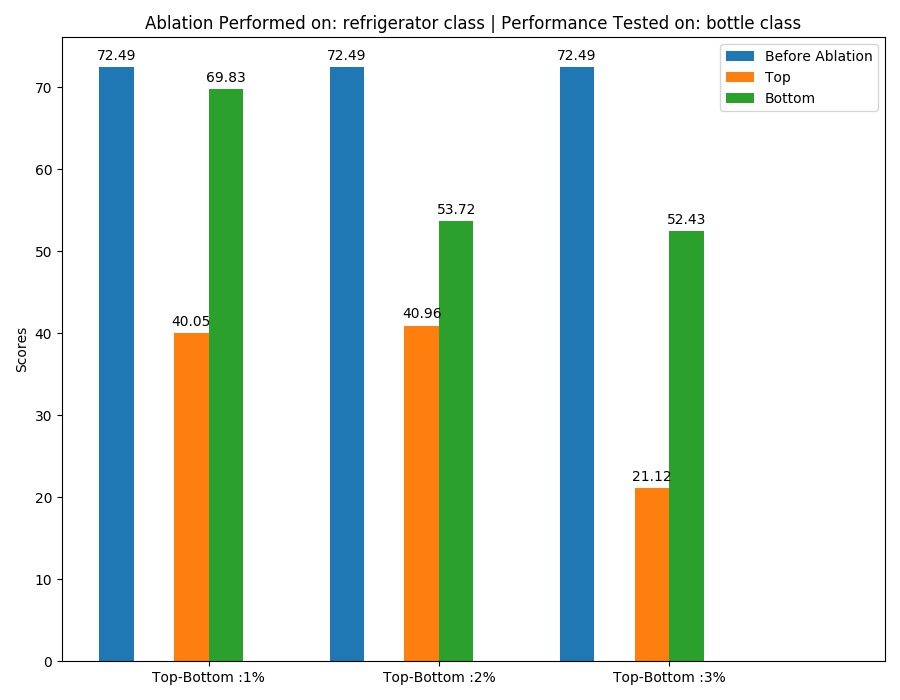 Ablation Performed on: refrigerator class | Performance Tested on: bottle class
Before Ablation
Top
Bottom
72.49
40.05
69.83
72.49
40.96
53.72
72.49
21.12
52.43
Scores
70
60
50
40
30
20
10
0
Top-Bottom :1%
Top-Bottom :2%
Top-Bottom :3%